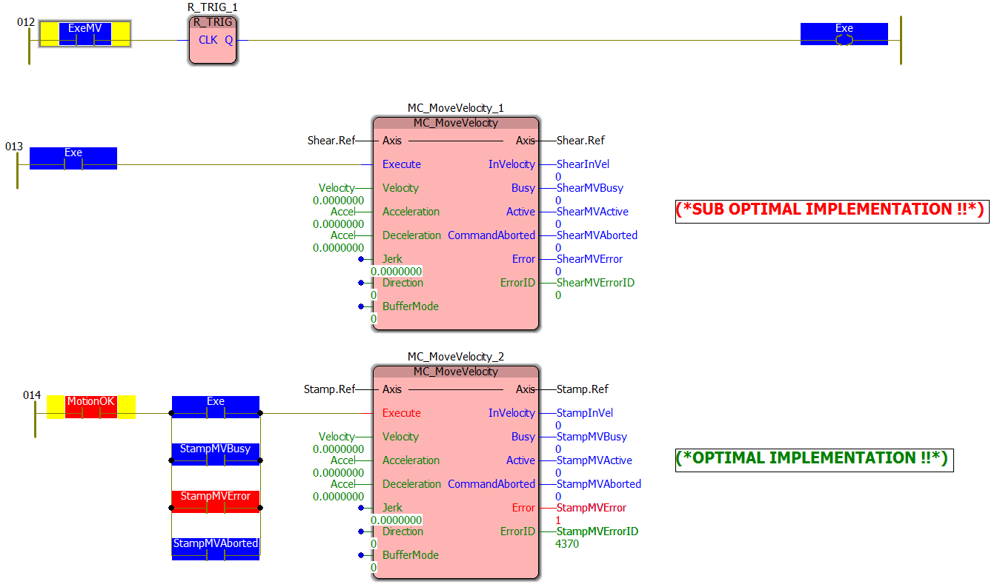 R_TRIG_1
012
ExeMV
R_TRIG
CLK Q
Exe
MC_MoveVelocity_1
MC_MoveVelocity
Shear.Ref Axis Axis Shear.Ref
013
Exe
Execute InVelocity ShearInVel
0
Velocity Velocity Busy ShearMVBusy
0.0000000 0
Accel Acceleration Active ShearMVActive
0.0000000 0
(*SUB OPTIMAL IMPLEMENTATION !!*)
Accel Deceleration CommandAborted ShearMVAborted
0.0000000 0
Jerk Error ShearMVError
0.0000000 0
Direction ErrorID ShearMVErrorID
0 0
BufferMode
0
MC_MoveVelocity_2
MC_MoveVelocity
Stamp.Ref Axis Axis Stamp.Ref
014
MotionOK
Exe
Execute InVelocity StampInVel
0
Velocity Velocity Busy StampMVBusy
0.0000000 0
StampMVBusy
Accel Acceleration Active StampMVActive
0.0000000 0
(*OPTIMAL IMPLEMENTATION !!*)
Accel Deceleration CommandAborted StampMVAborted
0.0000000 0
StampMVError
Jerk Error StampMVError
0.0000000 1
Direction ErrorID StampMVErrorID
0 4370
StampMVAborted
BufferMode
0